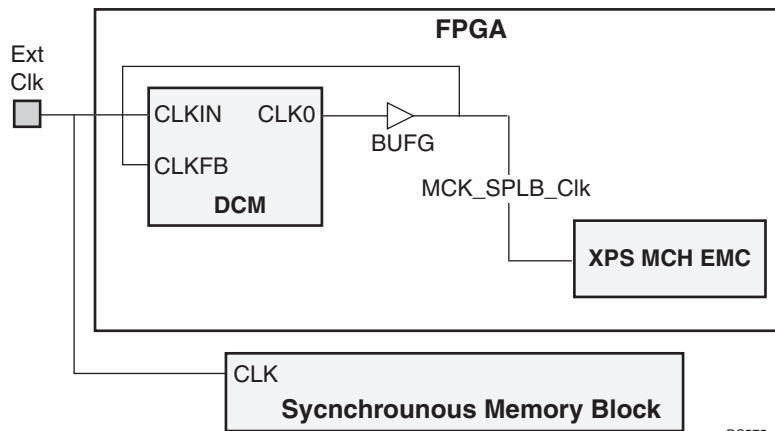 FPGA
Ext
Clk
CLKIN CLK0
BUFG
CLKFB
DCM
MCK_SPLB_Clk
XPS MCH EMC
CLK
Sycnchrounous Memory Block